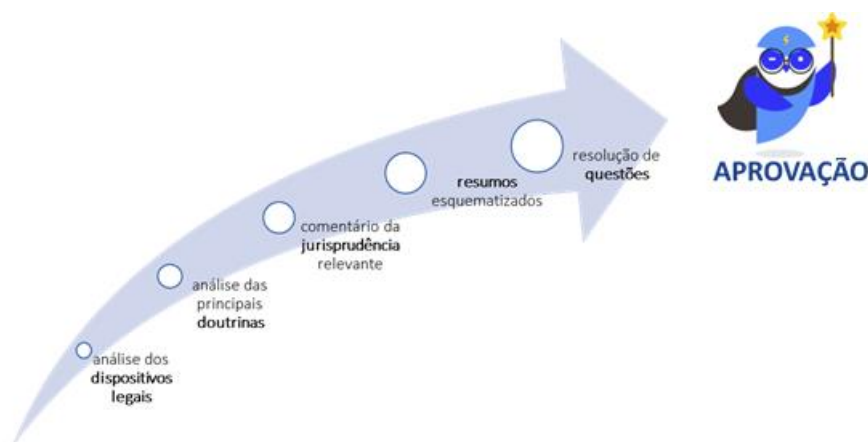 análise dos
dispositivos
legais
análise das
principais
doutrinas
comentário da
jurisprudência
relevante
resumos
esquematizados
resolução de
questões
APROVAÇÃO